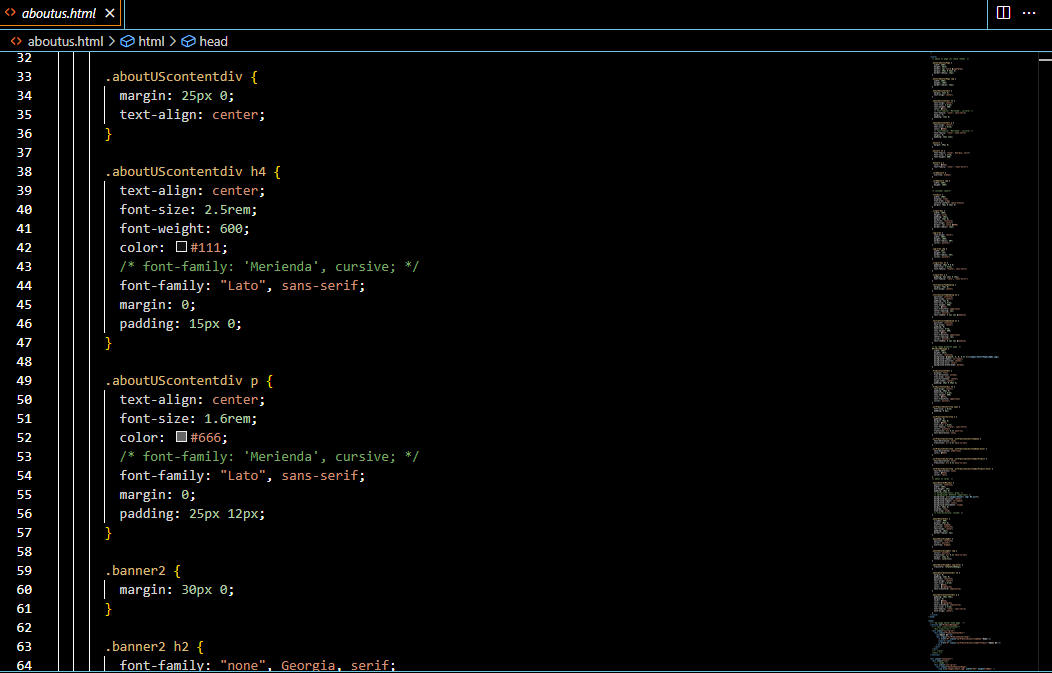 aboutus.html
aboutus.html > html > head
32
33 .aboutUScontentdiv {
34 margin: 25px 0;
35 text-align: center;
36 }
37
38 .aboutUScontentdiv h4 {
39 text-align: center;
40 font-size: 2.5rem;
41 font-weight: 600;
42 color: #111;
43 /* font-family: 'Merienda', cursive; */
44 font-family: "Lato", sans-serif;
45 margin: 0;
46 padding: 15px 0;
47 }
48
49 .aboutUScontentdiv p {
50 text-align: center;
51 font-size: 1.6rem;
52 color: #666;
53 /* font-family: 'Merienda', cursive; */
54 font-family: "Lato", sans-serif;
55 margin: 0;
56 padding: 25px 12px;
57 }
58
59 .banner2 {
60 margin: 30px 0;
61 }
62
63 .banner2 h2 {
64 font-family: "none", Georgia, serif;